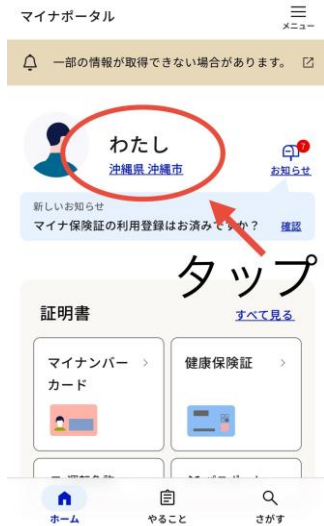 マイナポータル
メニュー
一部の情報が取得できない場合があります。
わたし
沖縄県 沖縄市
7
お知らせ
新しいお知らせ
マイナ保険証の利用登録はお済みですか？ 確認
タップ
証明書 すべて見る
マイナンバーカード
健康保険証
ホーム
やること
さがす